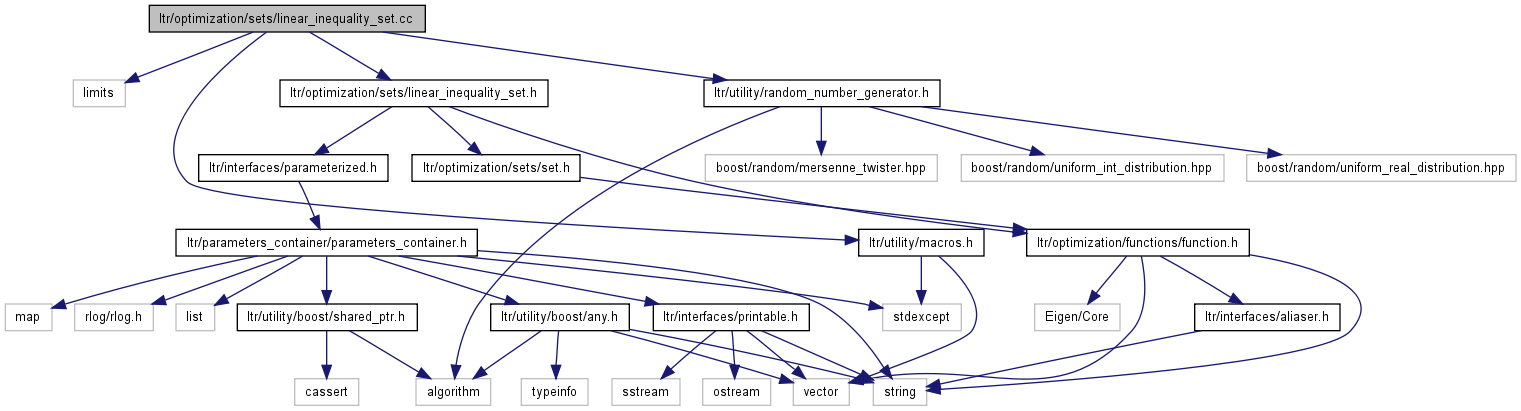 ltr/optimization/sets/linear_inequality_set.cc
limits
ltr/optimization/sets/linear_inequality_set.h
ltr/utility/random_number_generator.h
ltr/interfaces/parameterized.h
ltr/optimization/sets/set.h
boost/random/mersenne_twister.hpp
boost/random/uniform_int_distribution.hpp
boost/random/uniform_real_distribution.hpp
ltr/parameters_container/parameters_container.h
ltr/utility/macros.h
ltr/optimization/functions/function.h
map
rlog/rlog.h
list
ltr/utility/boost/shared_ptr.h
ltr/utility/boost/any.h
ltr/interfaces/printable.h
stdexcept
Eigen/Core
ltr/interfaces/aliaser.h
cassert
algorithm
typeinfo
sstream
ostream
vector
string